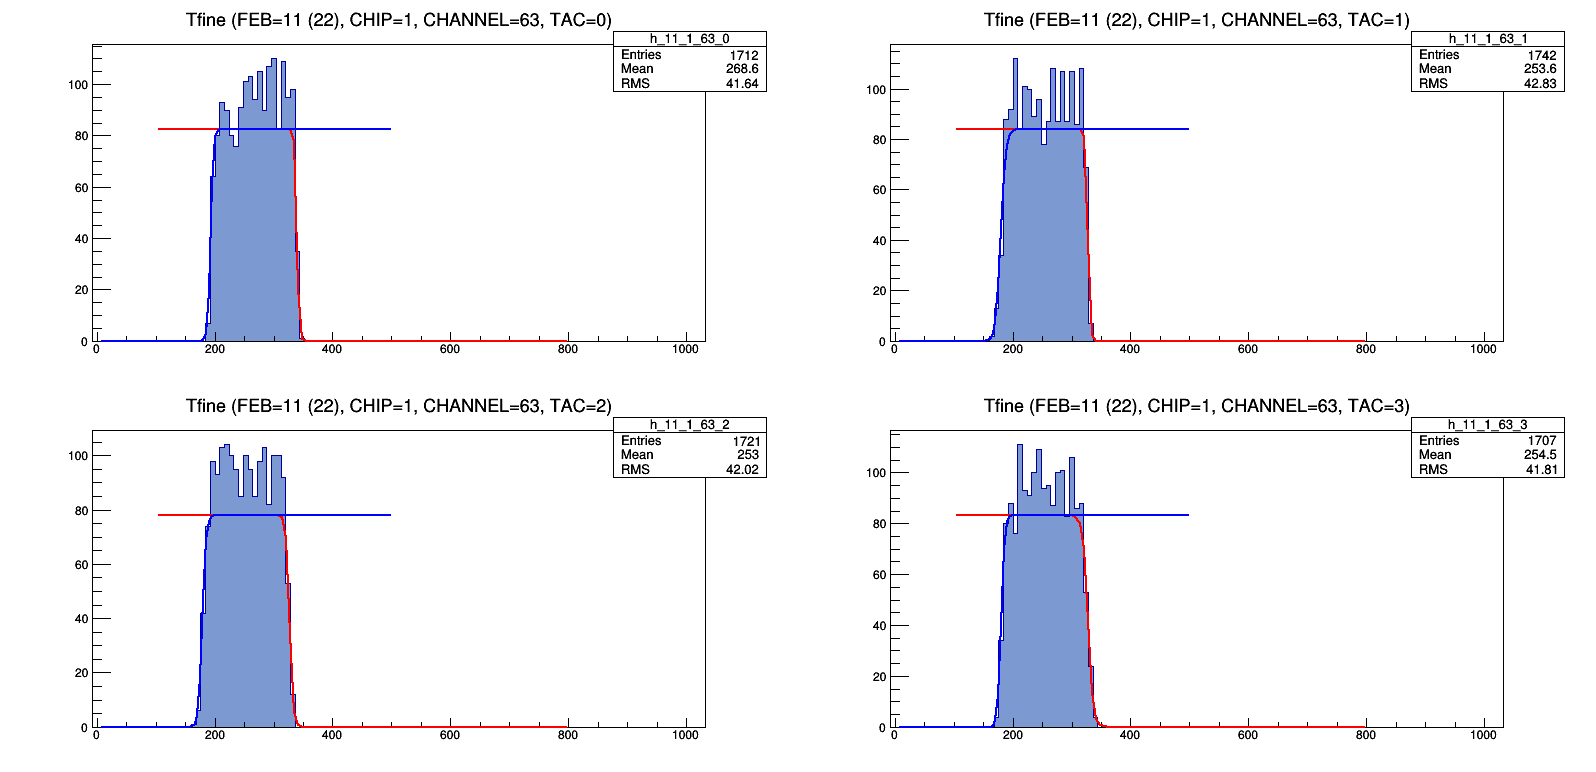 Tfine (FEB=11 (22), CHIP=1, CHANNEL=63, TAC=0)
h_11_1_63_0
Entries 1712
Mean 268.6
RMS 41.64
100
80
60
40
20
0
0 200 400 600 800 1000
Tfine (FEB=11 (22), CHIP=1, CHANNEL=63, TAC=1)
h_11_1_63_1
Entries 1742
Mean 253.6
RMS 42.83
100
80
60
40
20
0
0 200 400 600 800 1000
Tfine (FEB=11 (22), CHIP=1, CHANNEL=63, TAC=2)
h_11_1_63_2
Entries 1721
Mean 253
RMS 42.02
100
80
60
40
20
0
0 200 400 600 800 1000
Tfine (FEB=11 (22), CHIP=1, CHANNEL=63, TAC=3)
h_11_1_63_3
Entries 1707
Mean 254.5
RMS 41.81
100
80
60
40
20
0
0 200 400 600 800 1000